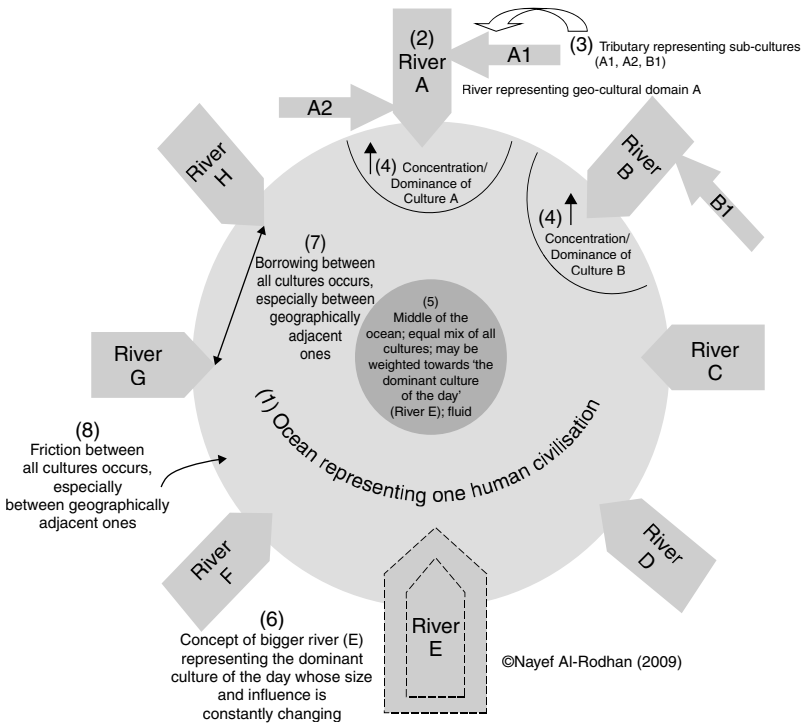 (2)
River
A
A1
(3) Tributary representing sub-cultures
(A1, A2, B1)
River representing geo-cultural domain A
A2
River
H
River
B
B1
(4) Concentration/
Dominance of
Culture A
(4)
Concentration/
Dominance of
Culture B
(7)
Borrowing between
all cultures occurs,
especially between
geographically
adjacent
ones
(5)
Middle of the
ocean; equal mix of all
cultures; may be
weighted towards ‘the
dominant culture
of the day’
(River E); fluid
River
G
River
C
(1) Ocean representing one human civilisation
(8)
Friction between
all cultures occurs,
especially
between geographically
adjacent ones
River
F
River
D
(6)
Concept of bigger river (E)
representing the dominant
culture of the day whose size
and influence is
constantly changing
River
E
©Nayef Al-Rodhan (2009)